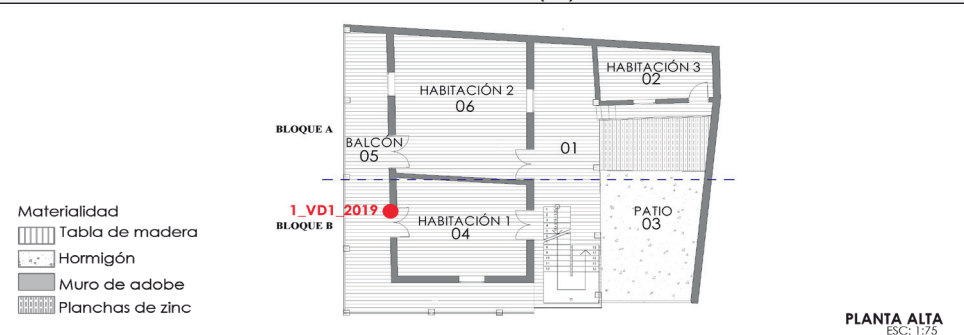 HABITACIÓN 3
02
HABITACIÓN 2
06
BLOQUE A
BALCÓN
05
01
1_VD1_2019
BLOQUE B
HABITACIÓN 1
04
PATIO
03
Materialidad
Tabla de madera
Hormigón
Muro de adobe
Planchas de zinc
PLANTA ALTA
ESC: 1:75